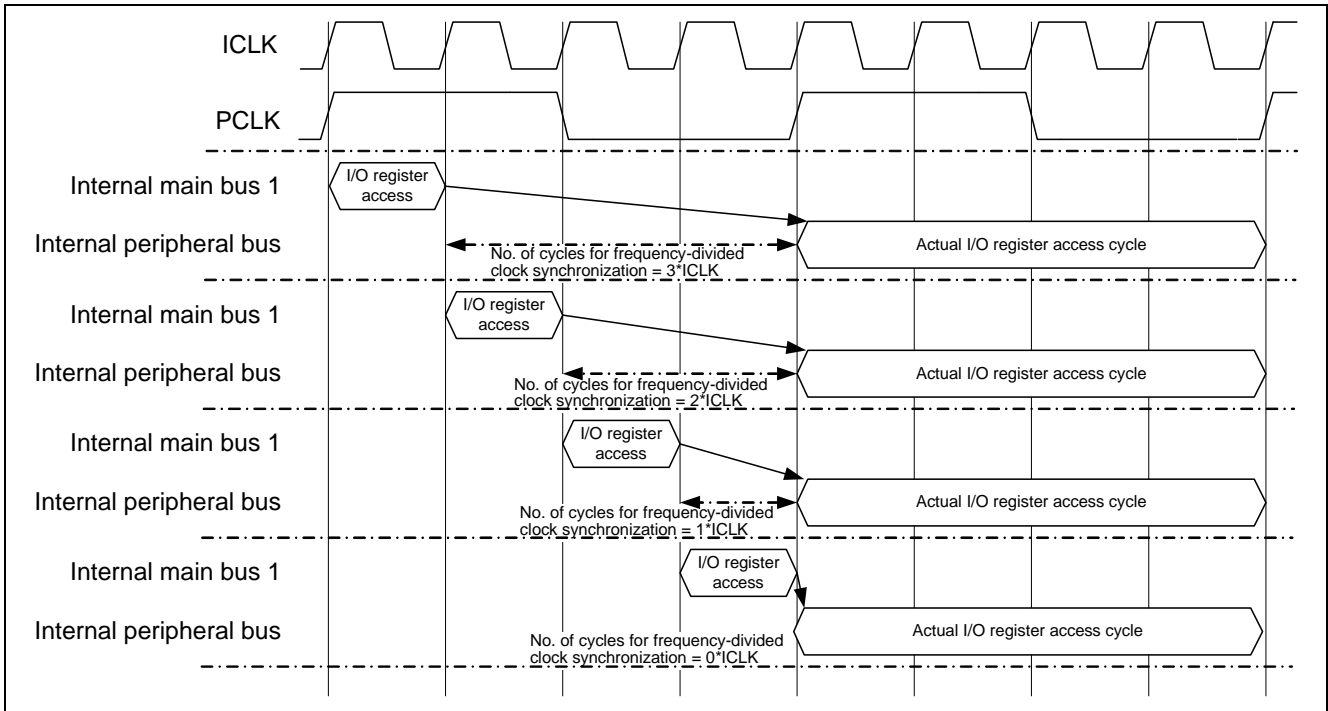 ICLK
PCLK
Internal main bus 1
I/O register
access
Internal peripheral bus
Actual I/O register access cycle
No. of cycles for frequency-divided
clock synchronization = 3*ICLK
Internal main bus 1
I/O register
access
Internal peripheral bus
Actual I/O register access cycle
No. of cycles for frequency-divided
clock synchronization = 2*ICLK
Internal main bus 1
I/O register
access
Internal peripheral bus
Actual I/O register access cycle
No. of cycles for frequency-divided
clock synchronization = 1*ICLK
Internal main bus 1
I/O register
access
Internal peripheral bus
Actual I/O register access cycle
No. of cycles for frequency-divided
clock synchronization = 0*ICLK